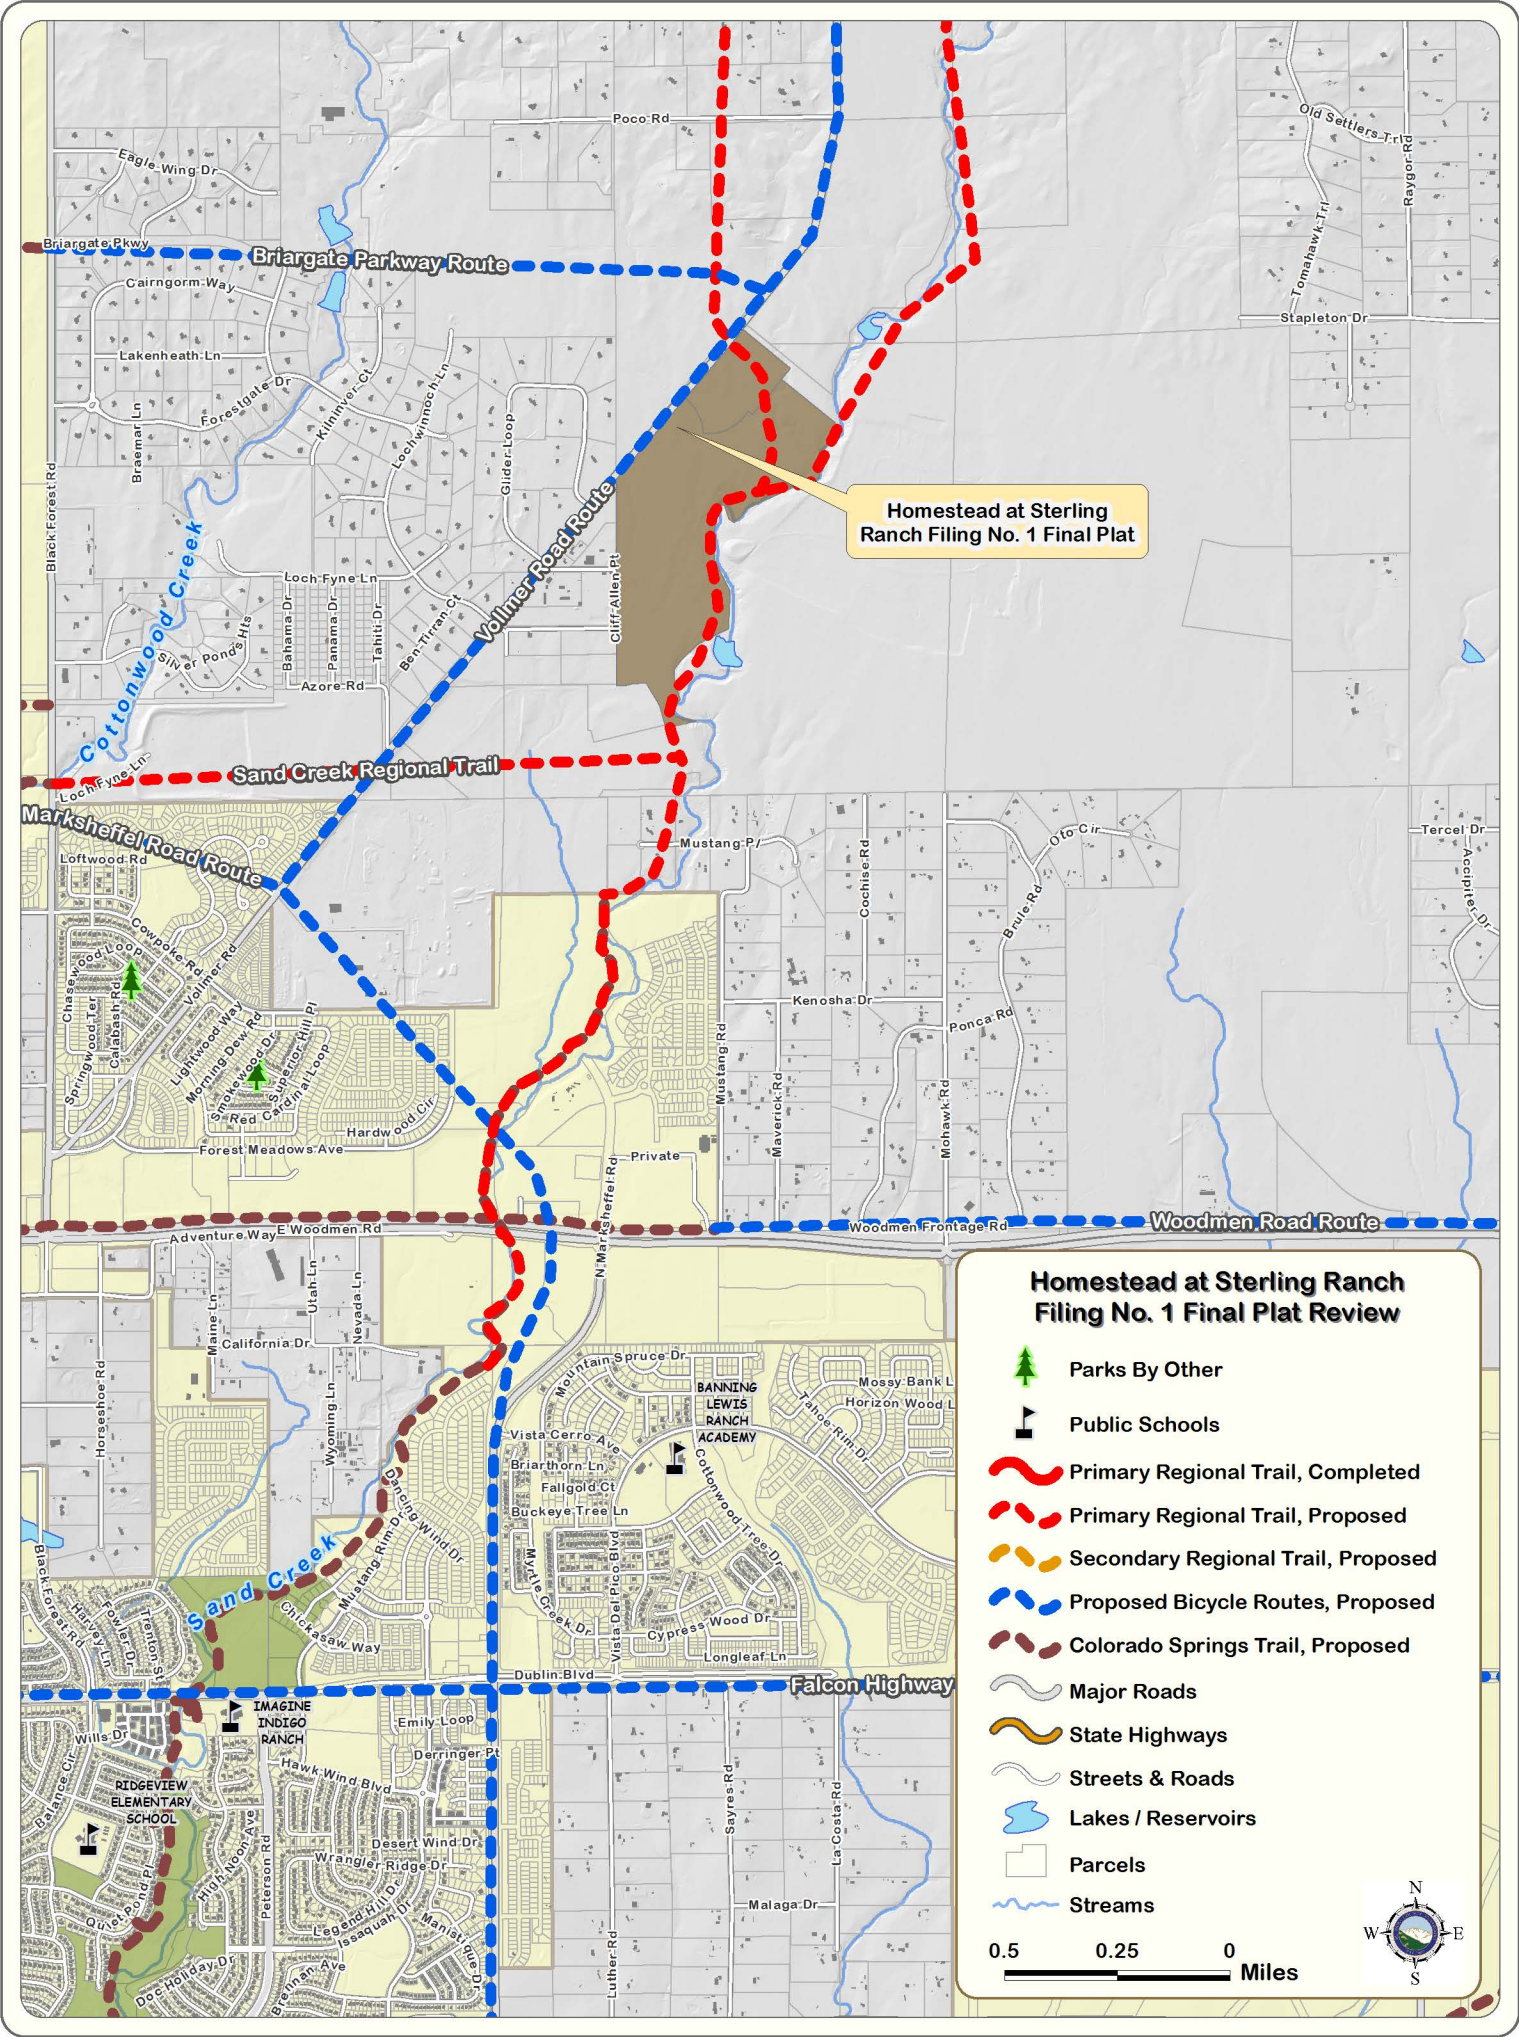 Poco Rd
Old Settlers Trl
Raygor Rd
Eagle Wing Dr
Tomahawk Trl
Briargate Pkwy
Briargate Parkway Route
Cairngorm Way
Stapleton Dr
Lakenheath Ln
Forestgate Dr
Kilninver Ct
Lochwinnoch Ln
Braemar Ln
Glider Loop
Black Forest Rd
Homestead at Sterling
Ranch Filing No. 1 Final Plat
Cottonwood Creek
Vollmer Road Route
Cliff Allen Pt
Loch Fyne Ln
Bahama Dr
Panama Dr
Tahiti Dr
Ben Tirran Ct
Silver Ponds Hts
Azore Rd
Sand Creek Regional Trail
Loch Fyne Ln
Marksheffel Road Route
Loftwood Rd
Mustang Pl
Cochise Rd
Oto Cir
Brule Rd
Tercel Dr
Accipiter Dr
Cowpoke Rd
Chasewood Loop
Vollmer Rd
Springwood Ter
Calabash Rd
Lightwood Way
Morning Dew Rd
Smokewood Dr
Superior Hill Pl
Red Cardinal Loop
Hardwood Cir
Forest Meadows Ave
Kenosha Dr
Ponca Rd
Mustang Rd
Maverick Rd
Mohawk Rd
Private
N Marksheffel Rd
E Woodmen Rd
Adventure Way
Woodmen Frontage Rd
Woodmen Road Route
Maine Ln
Utah Ln
Nevada Ln
California Dr
Horseshoe Rd
Wyoming Ln
Mountain Spruce Dr
BANNING
LEWIS
RANCH
ACADEMY
Mossy Bank L
Horizon Wood L
Tahoe Rim Dr
Vista Cerro Ave
Briarthorn Ln
Fallgold Ct
Buckeye Tree Ln
Cottonwood Tree Dr
Dancing Wind Dr
Mustang Rim Dr
Myrtle Creek Dr
Vista Del Pico Blvd
Cypress Wood Dr
Longleaf Ln
Sand Creek
Chickasaw Way
Black Forest Rd
Harvey Ln
Fowler Dr
Trenton St
Dublin Blvd
Falcon Highway
IMAGINE
INDIGO
RANCH
Emily Loop
Derringer Pt
Wills Dr
Balance Cir
Hawk Wind Blvd
RIDGEVIEW
ELEMENTARY
SCHOOL
Desert Wind Dr
Wrangler Ridge Dr
High Noon Ave
Peterson Rd
Legend Hill Dr
Issaquah Dr
Manistique Dr
Quiet Pond Pl
Doc Holiday Dr
Brennan Ave
Luther Rd
Sayres Rd
La Costa Rd
Malaga Dr
Homestead at Sterling Ranch
Filing No. 1 Final Plat Review
Parks By Other
Public Schools
Primary Regional Trail, Completed
Primary Regional Trail, Proposed
Secondary Regional Trail, Proposed
Proposed Bicycle Routes, Proposed
Colorado Springs Trail, Proposed
Major Roads
State Highways
Streets & Roads
Lakes / Reservoirs
Parcels
Streams
0.5 0.25 0
Miles
N
W E
S